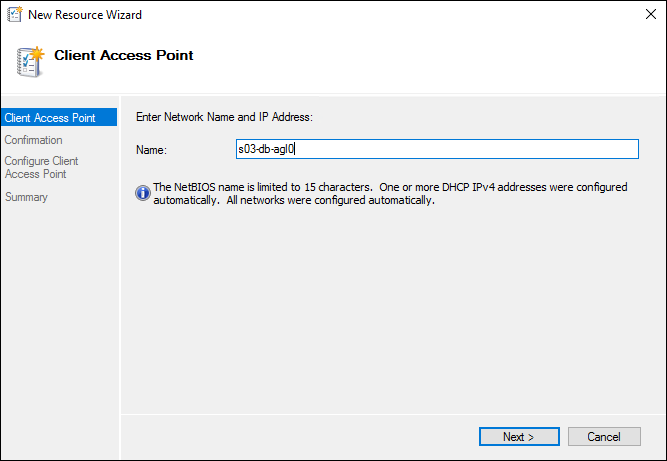 New Resource Wizard
Client Access Point
Client Access Point
Confirmation
Configure Client
Access Point
Summary
Enter Network Name and IP Address:
Name:
s03-db-agl0
The NetBIOS name is limited to 15 characters.  One or more DHCP IPv4 addresses were configured
automatically.  All networks were configured automatically.
Next >
Cancel